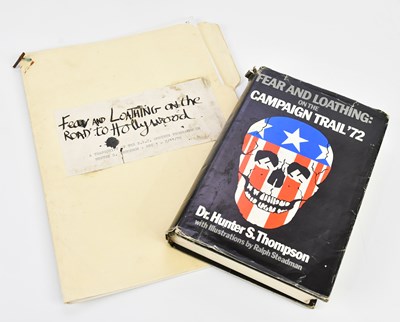 Fear and Loathing on the
Road to Hollywood
FEAR AND LOATHING:
ON THE
CAMPAIGN TRAIL '72
Dr. Hunter S. Thompson
with Illustrations by Ralph Steadman